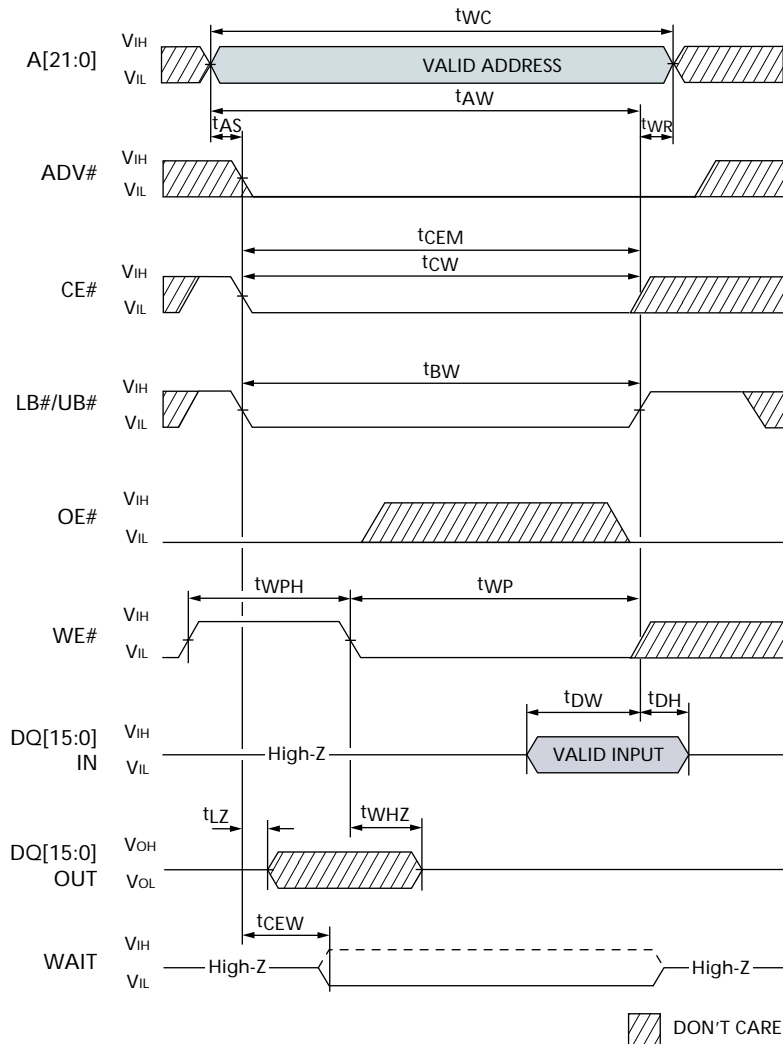 tWC
A[21:0] VIH VIL VALID ADDRESS
tAW
tAS tWR
ADV# VIH VIL
tCEM
CE# VIH VIL tCW
LB#/UB# VIH VIL tBW
OE# VIH VIL
tWPH tWP
WE# VIH VIL
tDW tDH
DQ[15:0] VIH
IN VIL High-Z VALID INPUT
tLZ tWHZ
DQ[15:0] VOH
OUT VOL
tCEW
WAIT VIH VIL High-Z High-Z
DON'T CARE